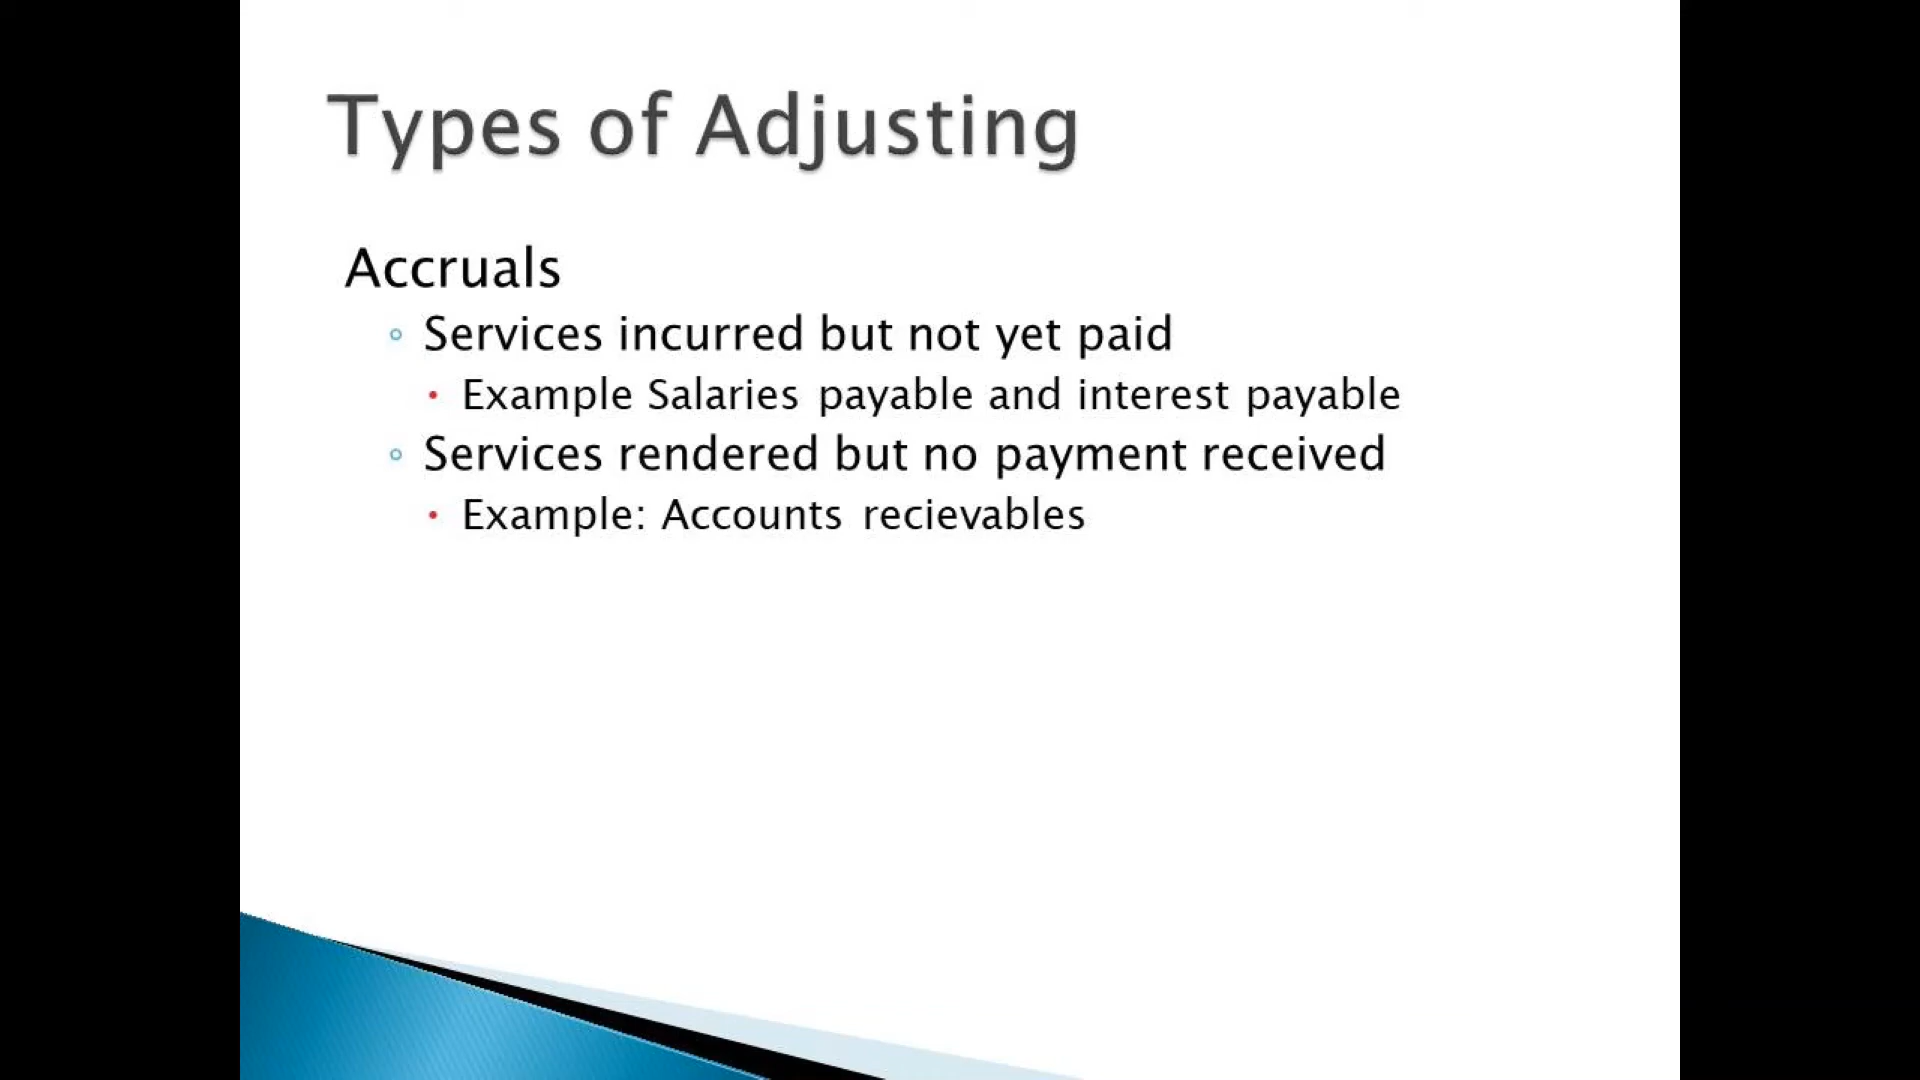 Types of Adjusting
Accruals
Services incurred but not yet paid
Example Salaries payable and interest payable
Services rendered but no payment received
Example: Accounts recievables